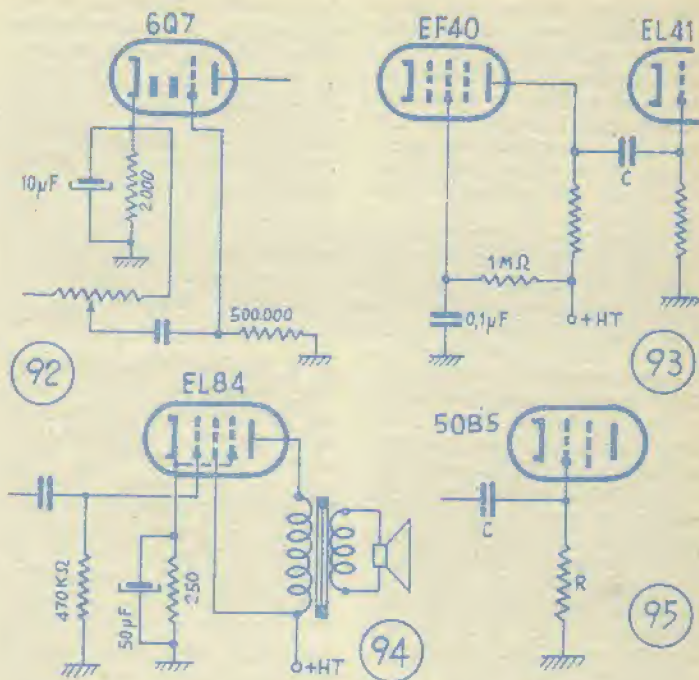 6Q7
10µF
2.000
500.000
92
EF40
EL41
C
1MΩ
0,1µF
+HT
93
EL84
470KΩ
50µF
250
+HT
94
50B5
C
R
95